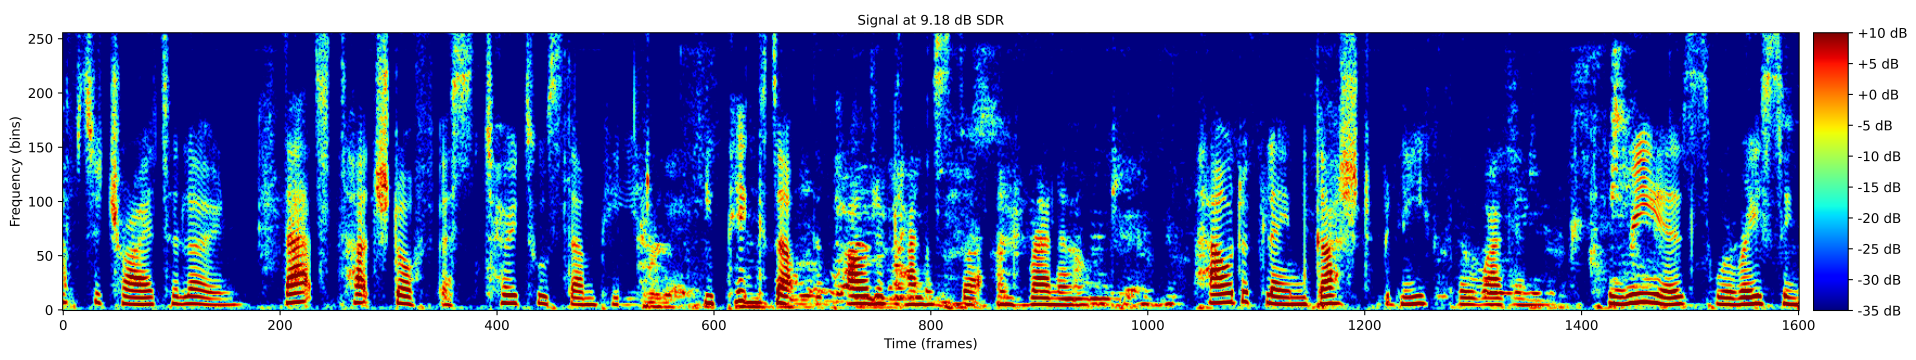 Signal at 9.18 dB SDR
Frequency (bins)
250
200
150
100
50
0
0 200 400 600 800 1000 1200 1400 1600
Time (frames)
+10 dB
+5 dB
+0 dB
-5 dB
-10 dB
-15 dB
-20 dB
-25 dB
-30 dB
-35 dB